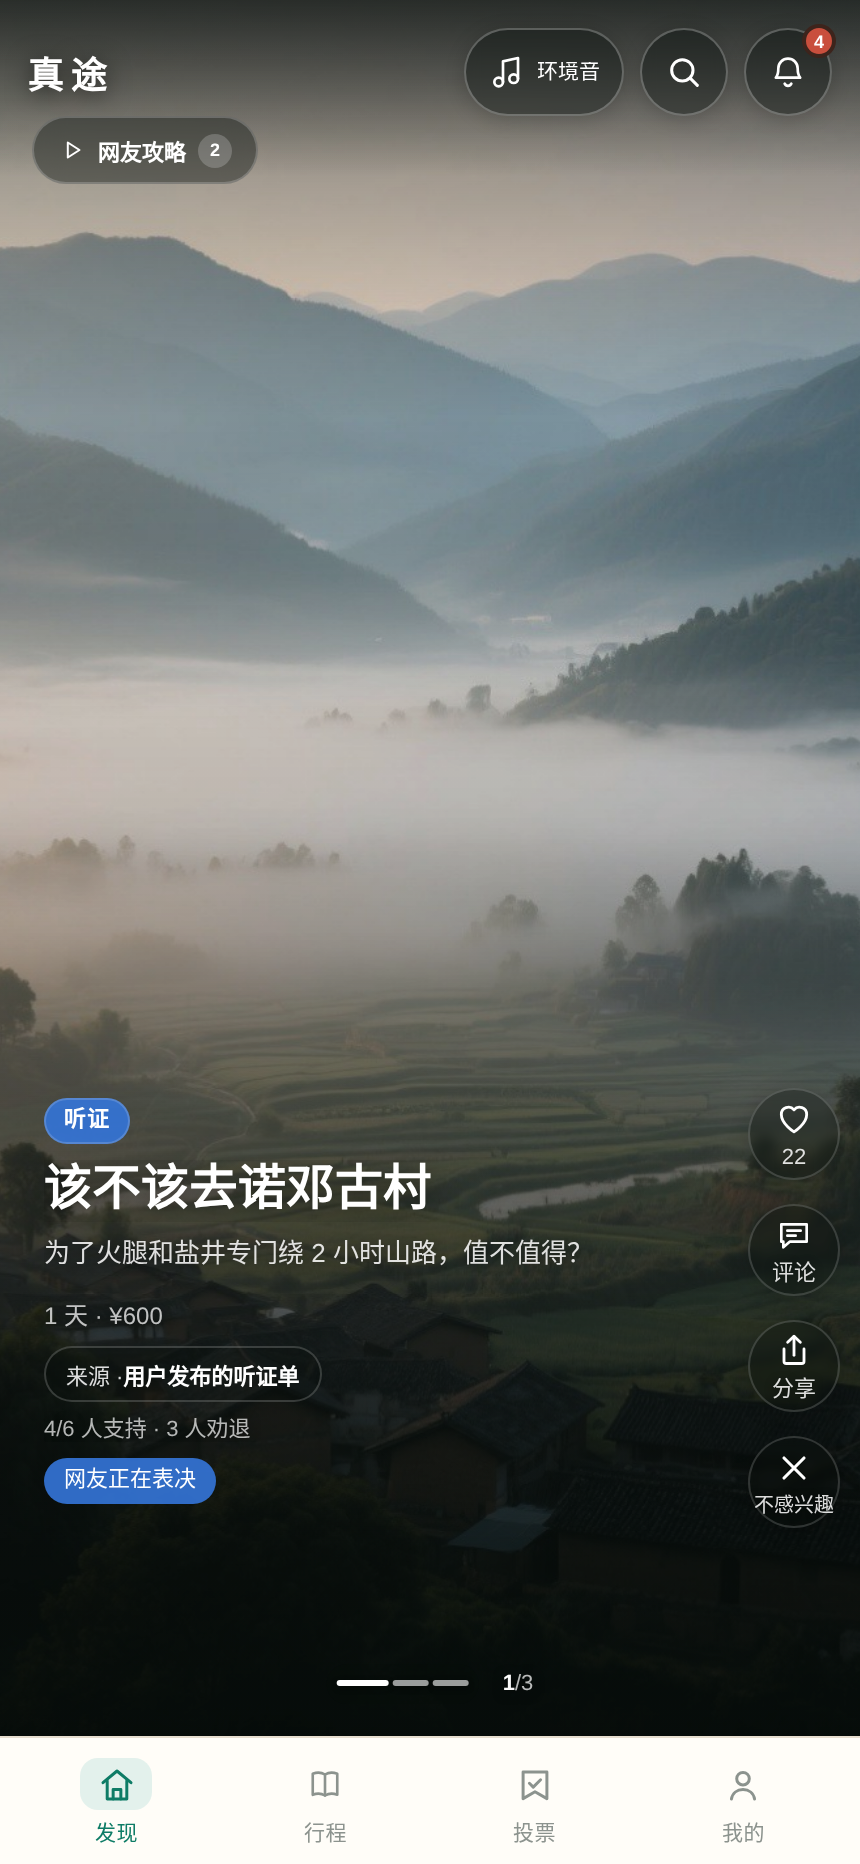 真途
环境音
4
网友攻略 2
听证
该不该去诺邓古村
为了火腿和盐井专门绕 2 小时山路，值不值得？
1 天 · ¥600
来源 ·用户发布的听证单
4/6 人支持 · 3 人劝退
网友正在表决
22
评论
分享
不感兴趣
1/3
发现
行程
投票
我的